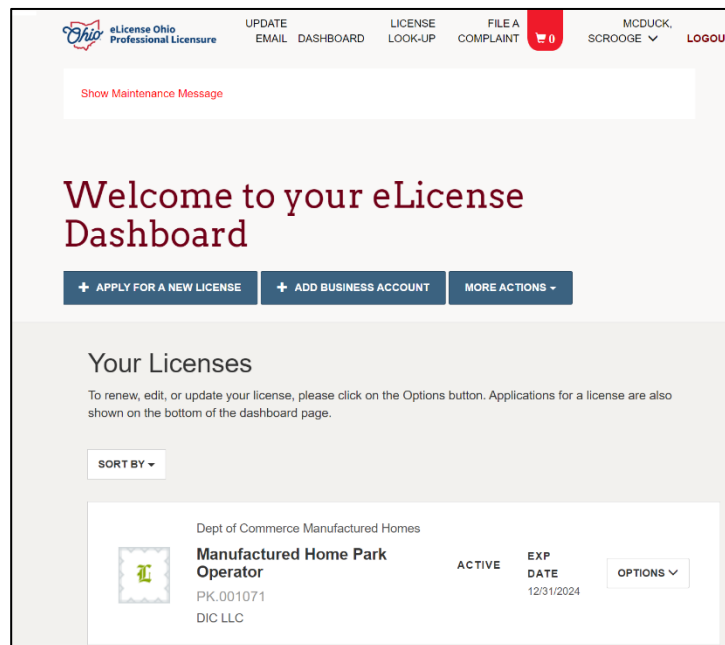 Ohio eLicense Ohio
Professional Licensure
UPDATE
EMAIL
DASHBOARD
LICENSE
LOOK-UP
FILE A
COMPLAINT
0
MCDUCK,
SCROOGE
LOGOU
Show Maintenance Message
Welcome to your eLicense
Dashboard
+ APPLY FOR A NEW LICENSE
+ ADD BUSINESS ACCOUNT
MORE ACTIONS
Your Licenses
To renew, edit, or update your license, please click on the Options button. Applications for a license are also
shown on the bottom of the dashboard page.
SORT BY
Dept of Commerce Manufactured Homes
L
Manufactured Home Park
Operator
PK.001071
DIC LLC
ACTIVE
EXP
DATE
12/31/2024
OPTIONS